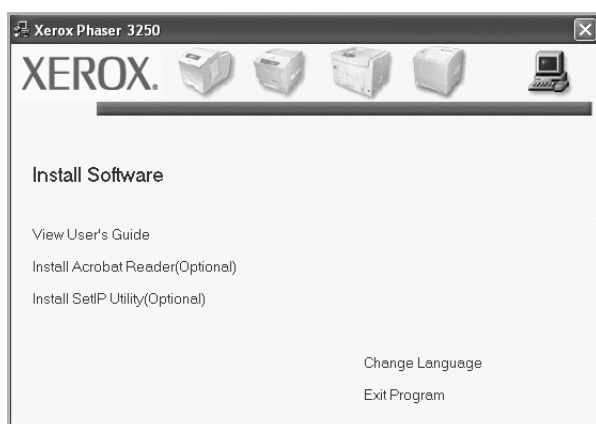 Xerox Phaser 3250
XEROX.
Install Software
View User's Guide
Install Acrobat Reader(Optional)
Install SetIP Utility(Optional)
Change Language
Exit Program